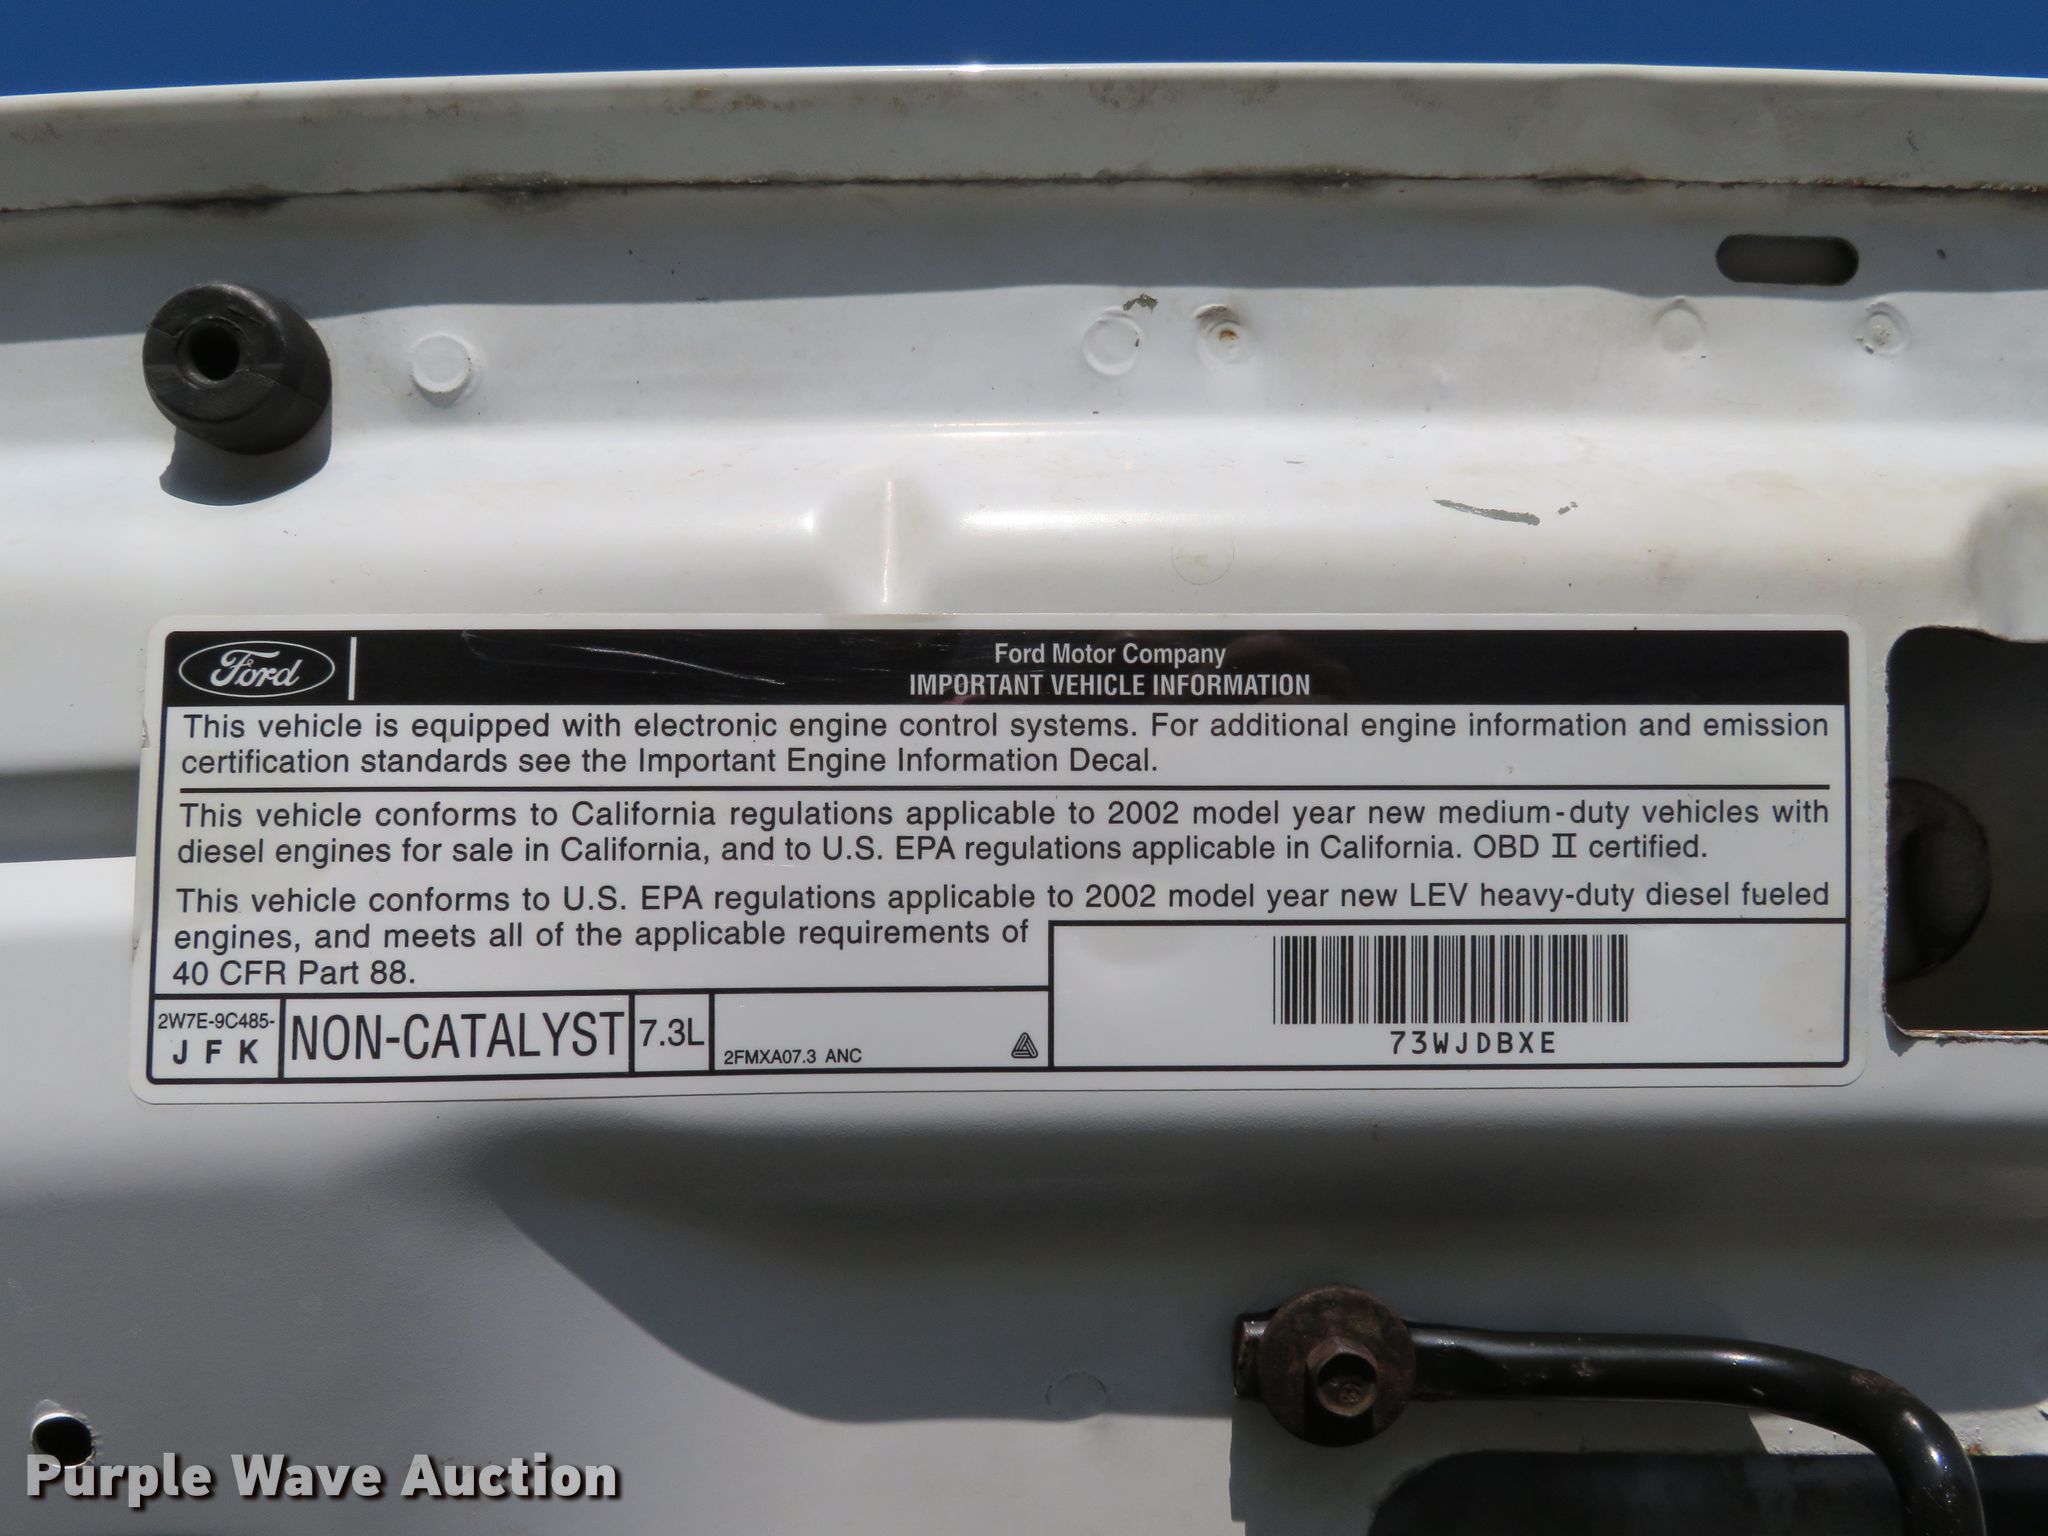 Ford
Ford Motor Company
IMPORTANT VEHICLE INFORMATION
This vehicle is equipped with electronic engine control systems. For additional engine information and emission
certification standards see the Important Engine Information Decal.
This vehicle conforms to California regulations applicable to 2002 model year new medium-duty vehicles with
diesel engines for sale in California, and to U.S. EPA regulations applicable in California. OBD II certified.
This vehicle conforms to U.S. EPA regulations applicable to 2002 model year new LEV heavy-duty diesel fueled
engines, and meets all of the applicable requirements of
40 CFR Part 88.
2W7E-9C485-
J F K
NON-CATALYST
7.3L
2FMXA07.3 ANC
73WJDBXE
Purple Wave Auction